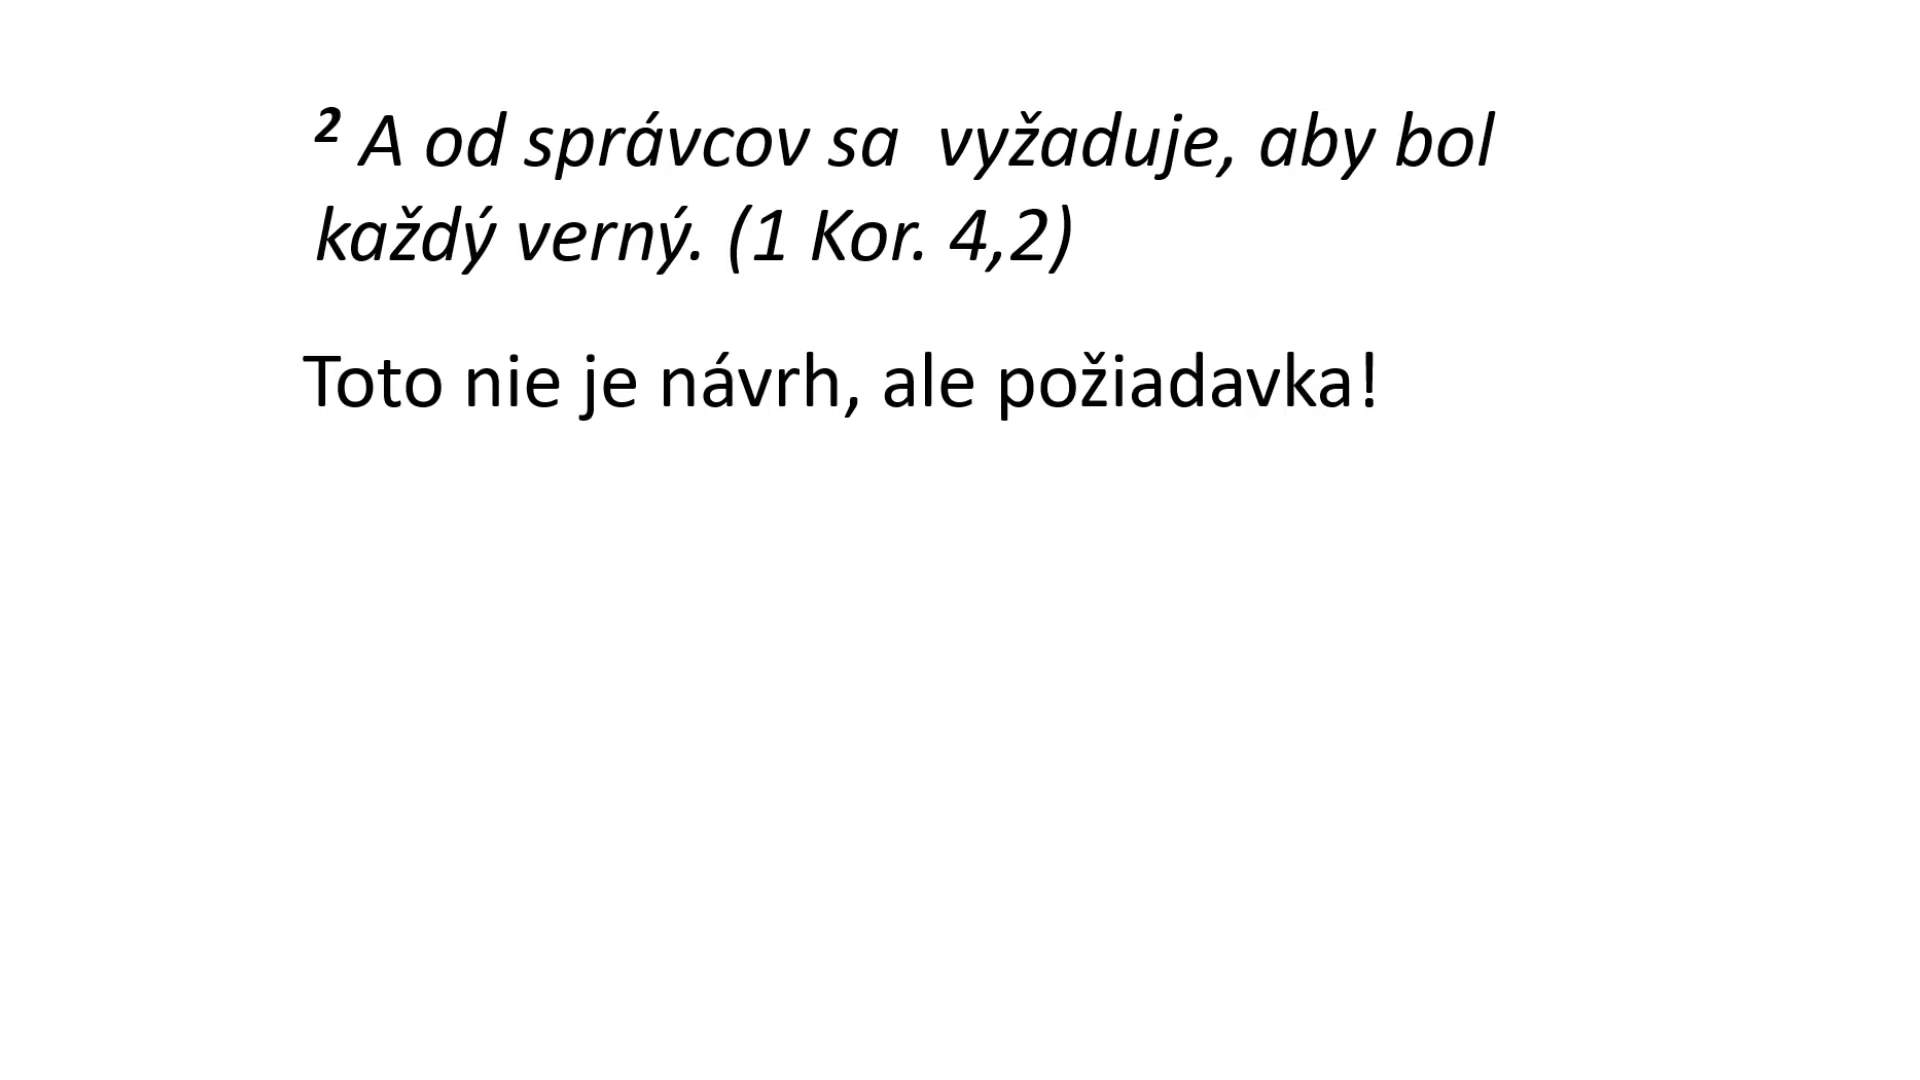 ² A od správcov sa  vyžaduje, aby bol
každý verný. (1 Kor. 4,2)
Toto nie je návrh, ale požiadavka!